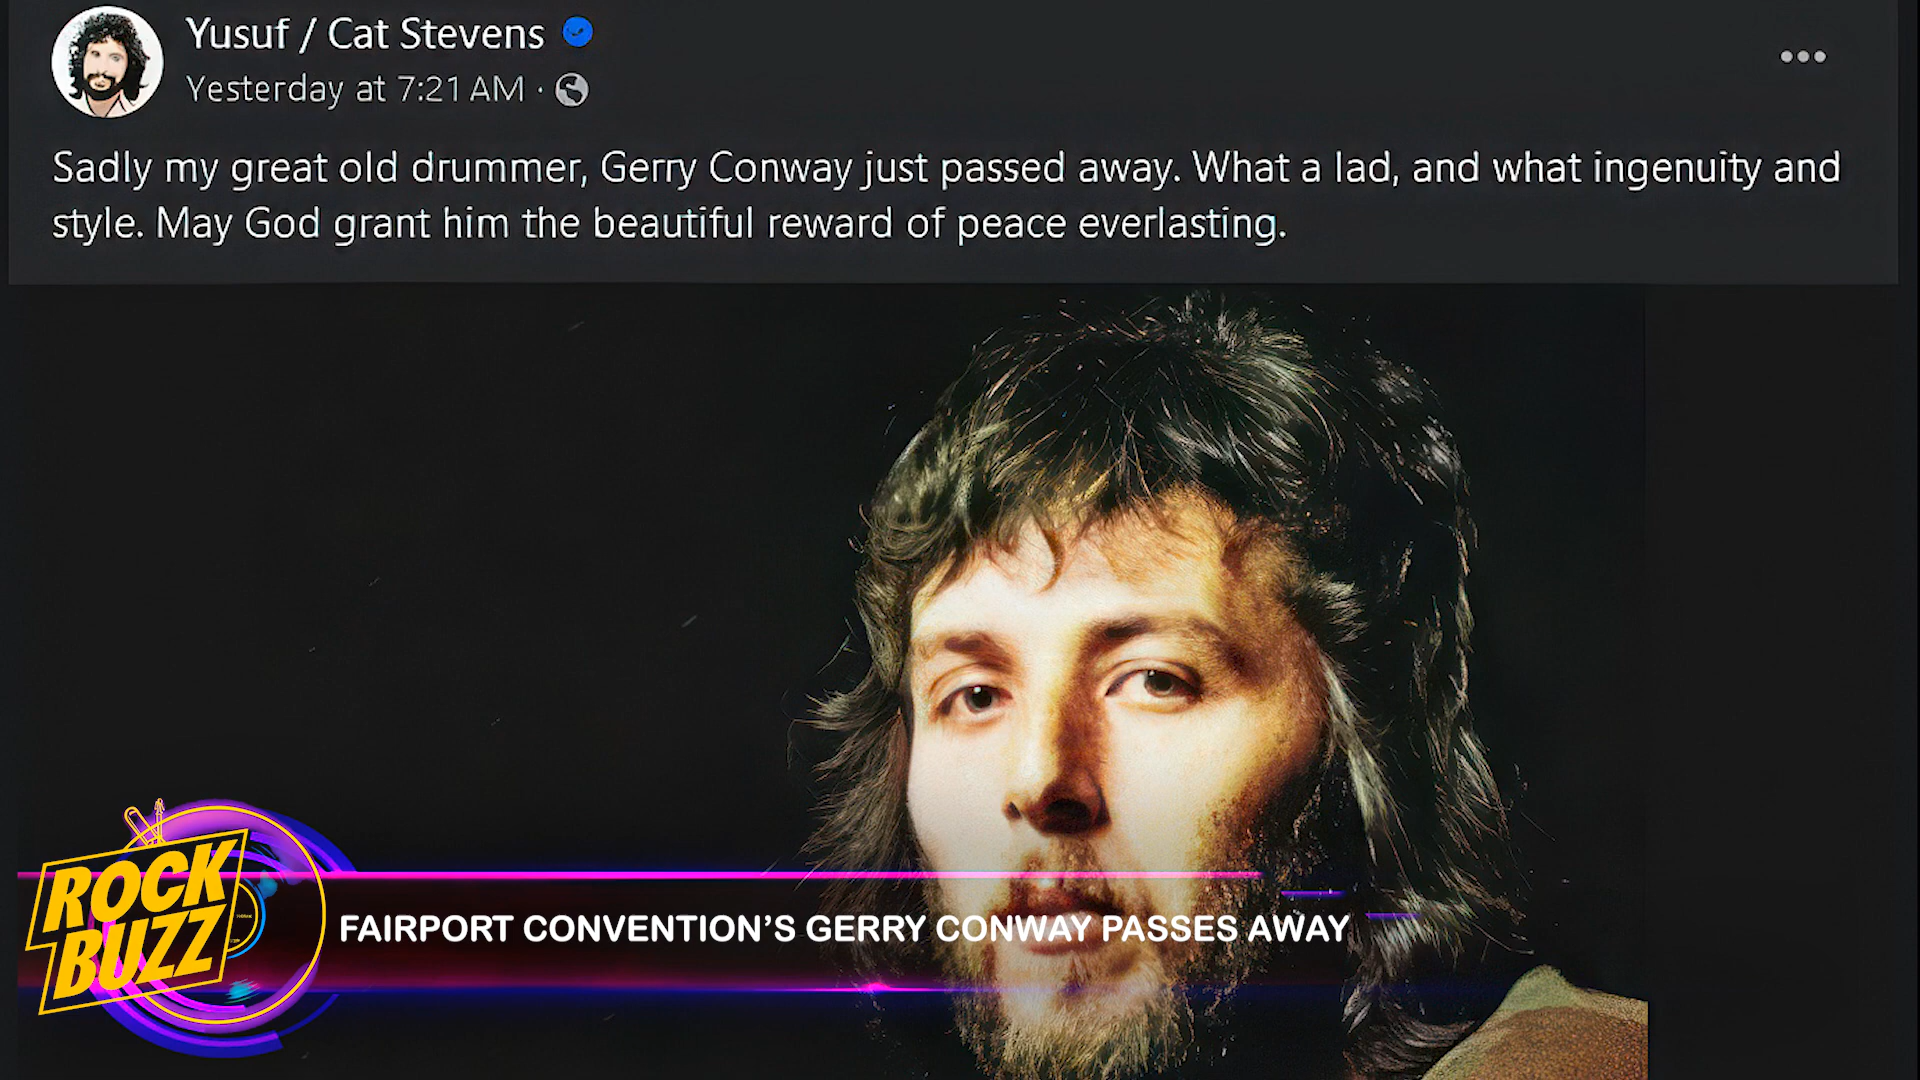 Yusuf / Cat Stevens
Yesterday at 7:21 AM ·
Sadly my great old drummer, Gerry Conway just passed away. What a lad, and what ingenuity and
style. May God grant him the beautiful reward of peace everlasting.
ROCK
BUZZ
FAIRPORT CONVENTION’S GERRY CONWAY PASSES AWAY